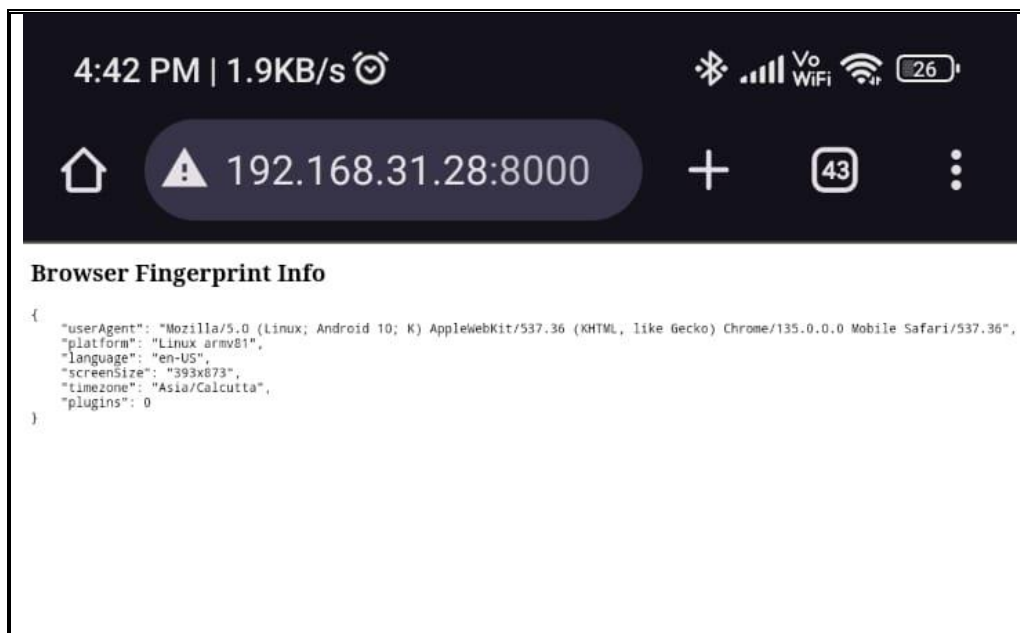 4:42 PM | 1.9KB/s
Vo
WiFi
26
192.168.31.28:8000
43
Browser Fingerprint Info
{
"userAgent": "Mozilla/5.0 (Linux; Android 10; K) AppleWebKit/537.36 (KHTML, like Gecko) Chrome/135.0.0.0 Mobile Safari/537.36",
"platform": "Linux armv81",
"language": "en-US",
"screenSize": "393x873",
"timezone": "Asia/Calcutta",
"plugins": 0
}